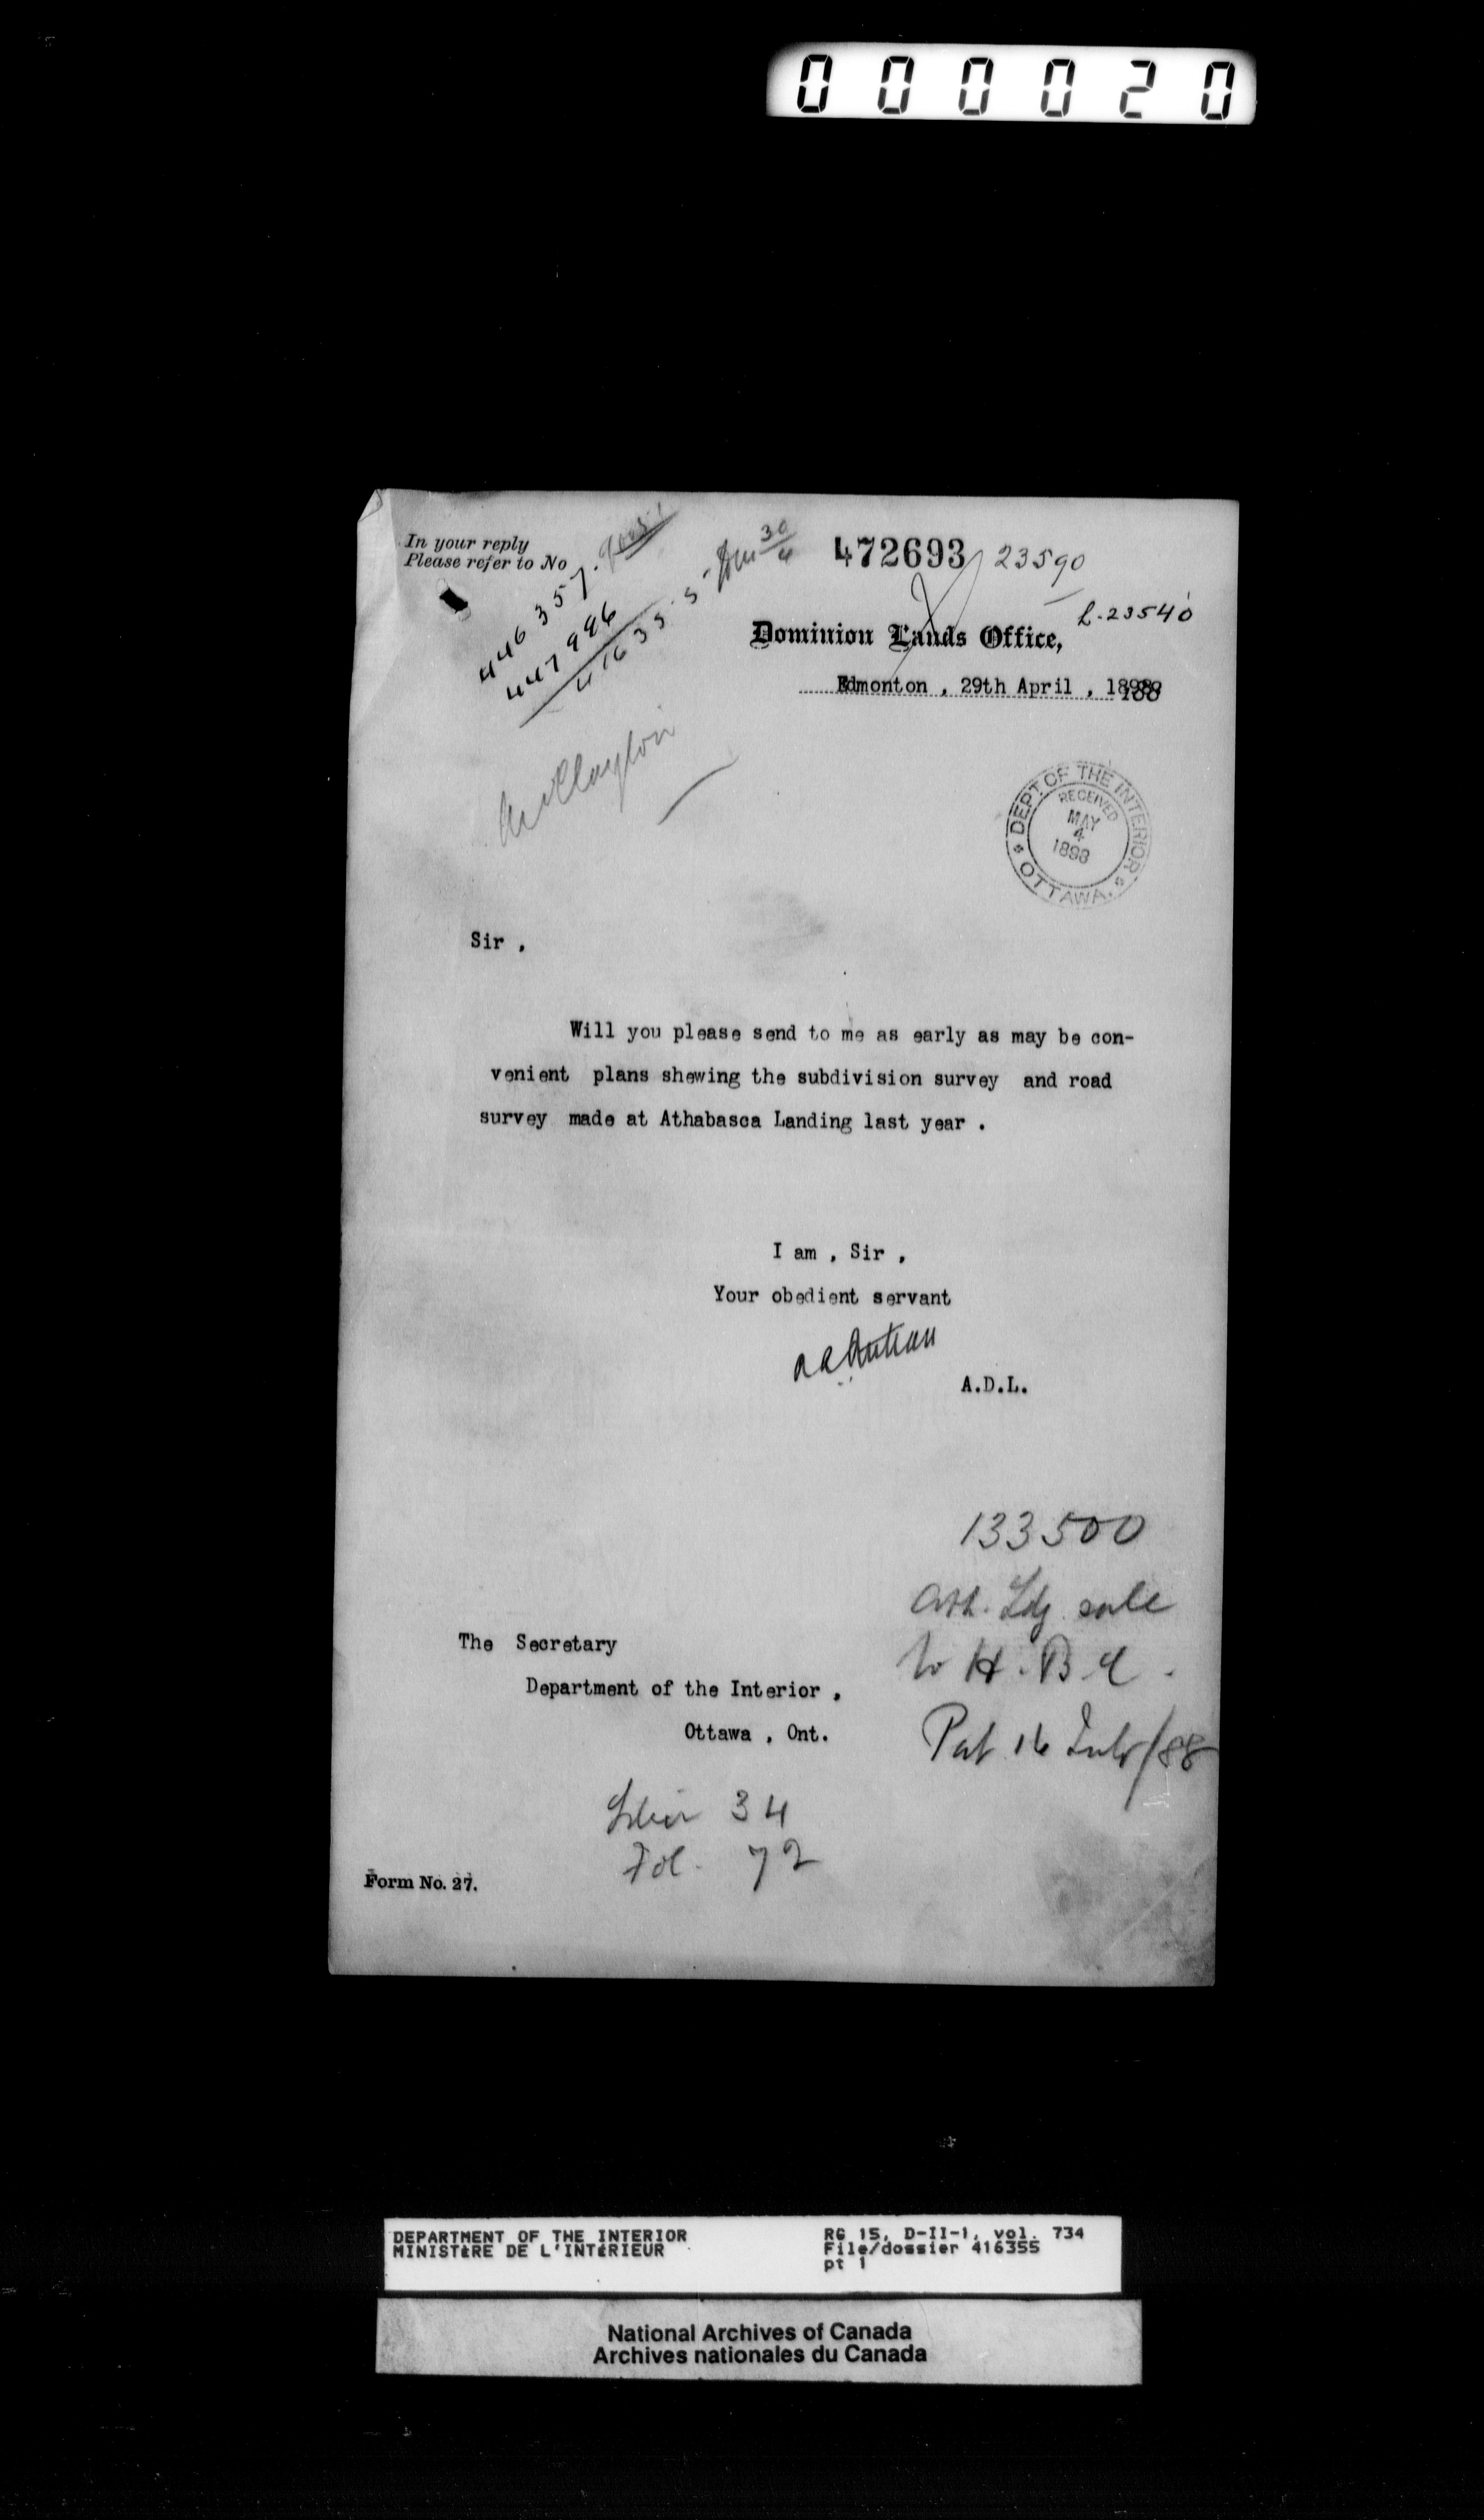 000020
In your reply
Please refer to No
472693
23590
L. 23540
446357.
447996
416355
30/4
Dominion Lands Office,
Edmonton , 29th April , 1898
DEPT OF THE INTERIOR
RECEIVED
MAY
4
1898
OTTAWA.
Sir ,
Will you please send to me as early as may be con-
venient plans shewing the subdivision survey and road
survey made at Athabasca Landing last year .
I am , Sir ,
Your obedient servant
A.D.L.
133500
Ath. Ldg sale
to H.B.C.
Pat 16 July/88
The Secretary
Department of the Interior ,
Ottawa , Ont.
Liber 34
Fol. 72
Form No. 27.
DEPARTMENT OF THE INTERIOR
MINISTÈRE DE L'INTÉRIEUR
RG 15, D-II-1, vol. 734
File/dossier 416355
pt 1
National Archives of Canada
Archives nationales du Canada